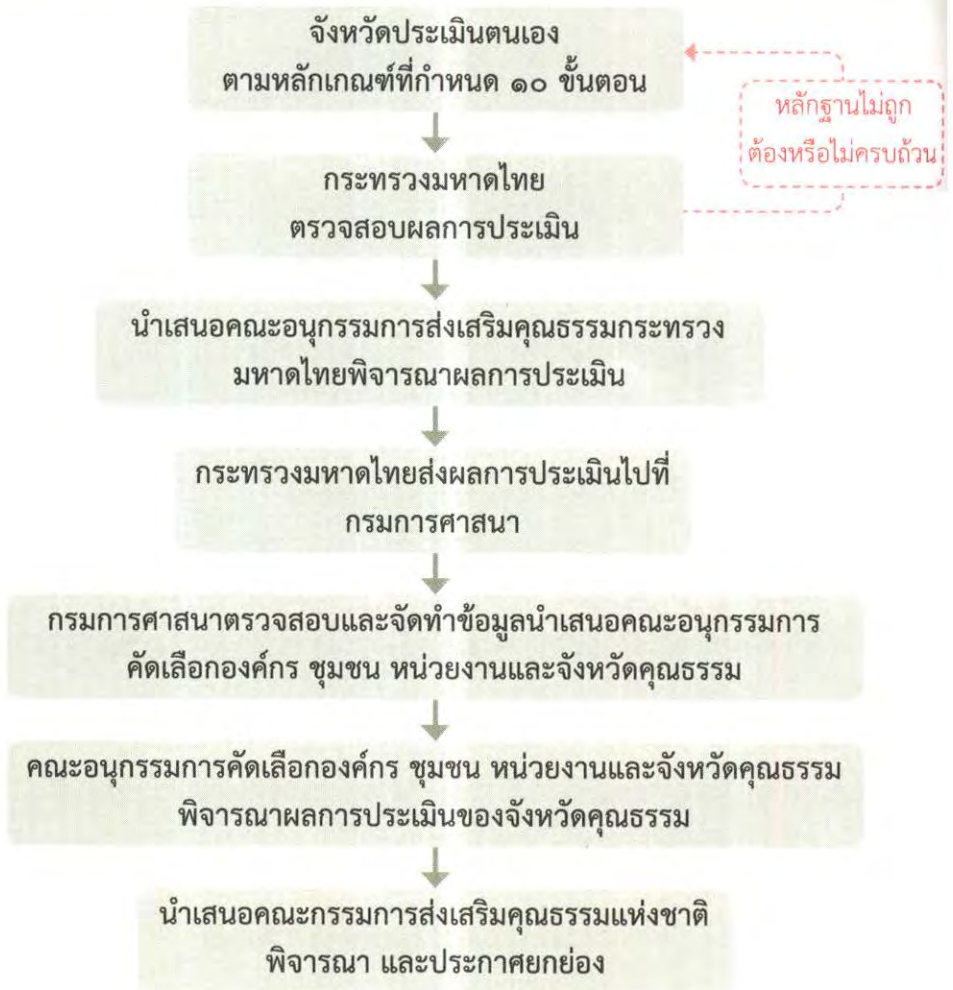 จังหวัดประเมินตนเอง
ตามหลักเกณฑ์ที่กำหนด ๑๐ ขั้นตอน
หลักฐานไม่ถูก
ต้องหรือไม่ครบถ้วน
กระทรวงมหาดไทย
ตรวจสอบผลการประเมิน
นำเสนอคณะอนุกรรมการส่งเสริมคุณธรรมกระทรวง
มหาดไทยพิจารณาผลการประเมิน
กระทรวงมหาดไทยส่งผลการประเมินไปที่
กรมการศาสนา
กรมการศาสนาตรวจสอบและจัดทำข้อมูลนำเสนอคณะอนุกรรมการ
คัดเลือกองค์กร ชุมชน หน่วยงานและจังหวัดคุณธรรม
คณะอนุกรรมการคัดเลือกองค์กร ชุมชน หน่วยงานและจังหวัดคุณธรรม
พิจารณาผลการประเมินของจังหวัดคุณธรรม
นำเสนอคณะกรรมการส่งเสริมคุณธรรมแห่งชาติ
พิจารณา และประกาศยกย่อง